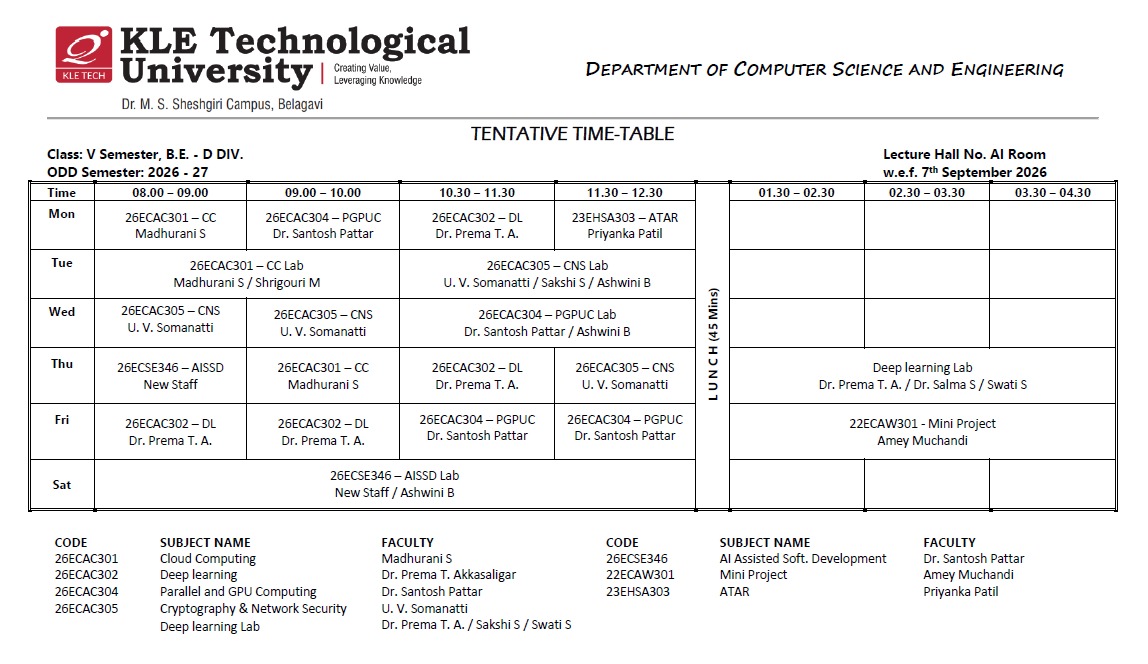 KLE Technological
University
Creating Value,
Leveraging Knowledge
KLE TECH
Dr. M. S. Sheshgiri Campus, Belagavi
DEPARTMENT OF COMPUTER SCIENCE AND ENGINEERING
TENTATIVE TIME-TABLE
Class: V Semester, B.E. - D DIV.
Lecture Hall No. AI Room
ODD Semester: 2026 - 27
w.e.f. 7th September 2026
Time 08.00 – 09.00 09.00 – 10.00 10.30 – 11.30 11.30 – 12.30 01.30 – 02.30 02.30 – 03.30 03.30 – 04.30
Mon
26ECAC301 – CC 26ECAC304 – PGPUC 26ECAC302 – DL 23EHSA303 – ATAR
Madhurani S Dr. Santosh Pattar Dr. Prema T. A. Priyanka Patil
Tue
26ECAC301 – CC Lab 26ECAC305 – CNS Lab
Madhurani S / Shrigouri M U. V. Somanatti / Sakshi S / Ashwini B
L U N C H (45 Mins)
Wed
26ECAC305 – CNS 26ECAC305 – CNS 26ECAC304 – PGPUC Lab
U. V. Somanatti U. V. Somanatti Dr. Santosh Pattar / Ashwini B
Thu
26ECSE346 – AISSD 26ECAC301 – CC 26ECAC302 – DL 26ECAC305 – CNS Deep learning Lab
New Staff Madhurani S Dr. Prema T. A. U. V. Somanatti Dr. Prema T. A. / Dr. Salma S / Swati S
Fri
26ECAC302 – DL 26ECAC302 – DL 26ECAC304 – PGPUC 26ECAC304 – PGPUC 22ECAW301 - Mini Project
Dr. Prema T. A. Dr. Prema T. A. Dr. Santosh Pattar Dr. Santosh Pattar Amey Muchandi
Sat
26ECSE346 – AISSD Lab
New Staff / Ashwini B
CODE SUBJECT NAME FACULTY CODE SUBJECT NAME FACULTY
26ECAC301 Cloud Computing Madhurani S 26ECSE346 AI Assisted Soft. Development Dr. Santosh Pattar
26ECAC302 Deep learning Dr. Prema T. Akkasaligar 22ECAW301 Mini Project Amey Muchandi
26ECAC304 Parallel and GPU Computing Dr. Santosh Pattar 23EHSA303 ATAR Priyanka Patil
26ECAC305 Cryptography & Network Security U. V. Somanatti
Deep learning Lab Dr. Prema T. A. / Sakshi S / Swati S